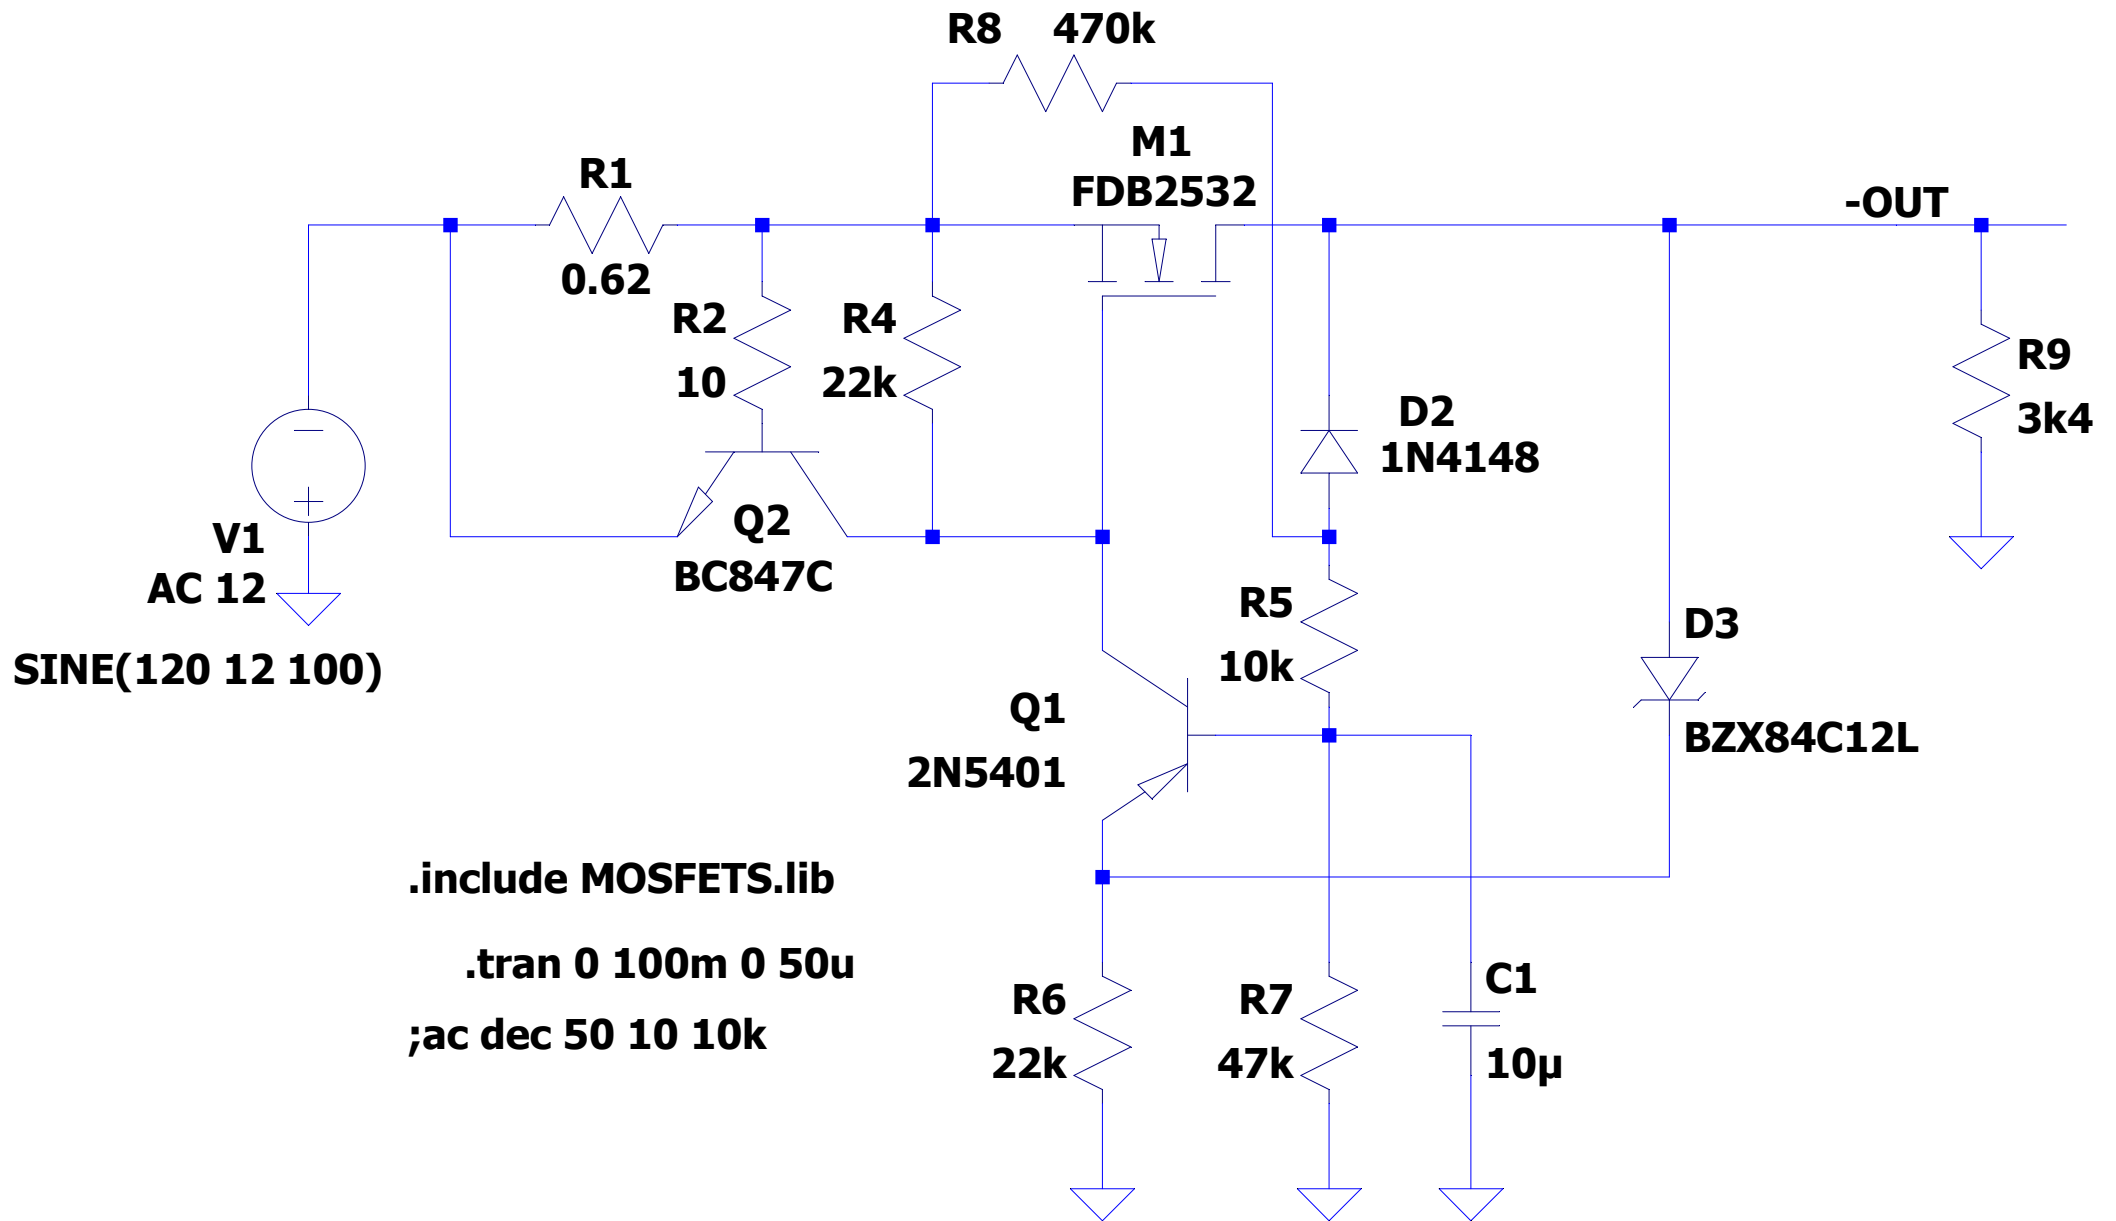 R8 470k
M1
FDB2532
R1
0.62
-OUT
R2
10
R4
22k
R9
3k4
D2
1N4148
V1
AC 12
SINE(120 12 100)
Q2
BC847C
R5
10k
D3
BZX84C12L
Q1
2N5401
.include MOSFETS.lib
.tran 0 100m 0 50u
;ac dec 50 10 10k
R6
22k
R7
47k
C1
10µ